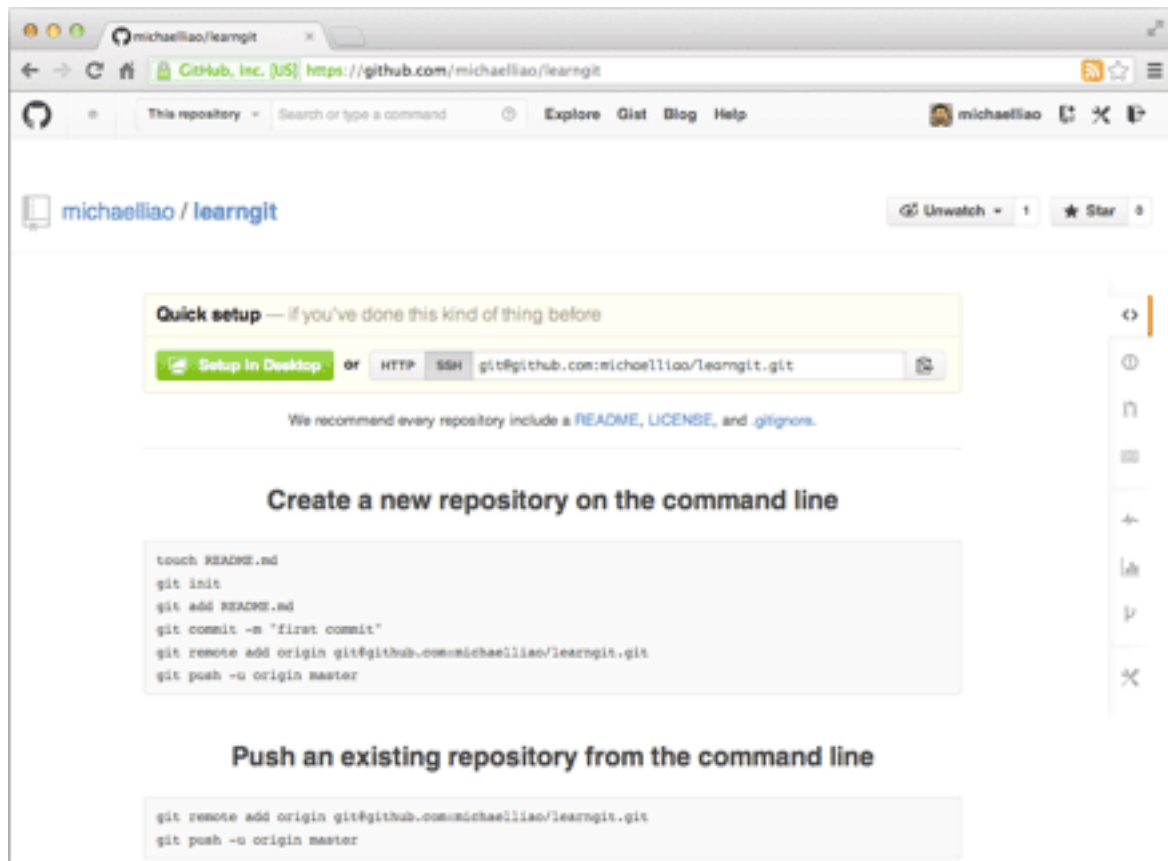 michaelliao/learngit
GitHub, Inc. [US] https://github.com/michaelliao/learngit
This repository Search or type a command Explore Gist Blog Help michaelliao
michaelliao / learngit Unwatch 1 Star 0
Quick setup — if you've done this kind of thing before
Setup in Desktop or HTTP SSH git@github.com:michaelliao/learngit.git
We recommend every repository include a README, LICENSE, and .gitignore.
Create a new repository on the command line
touch README.md
git init
git add README.md
git commit -m "first commit"
git remote add origin git@github.com:michaelliao/learngit.git
git push -u origin master
Push an existing repository from the command line
git remote add origin git@github.com:michaelliao/learngit.git
git push -u origin master